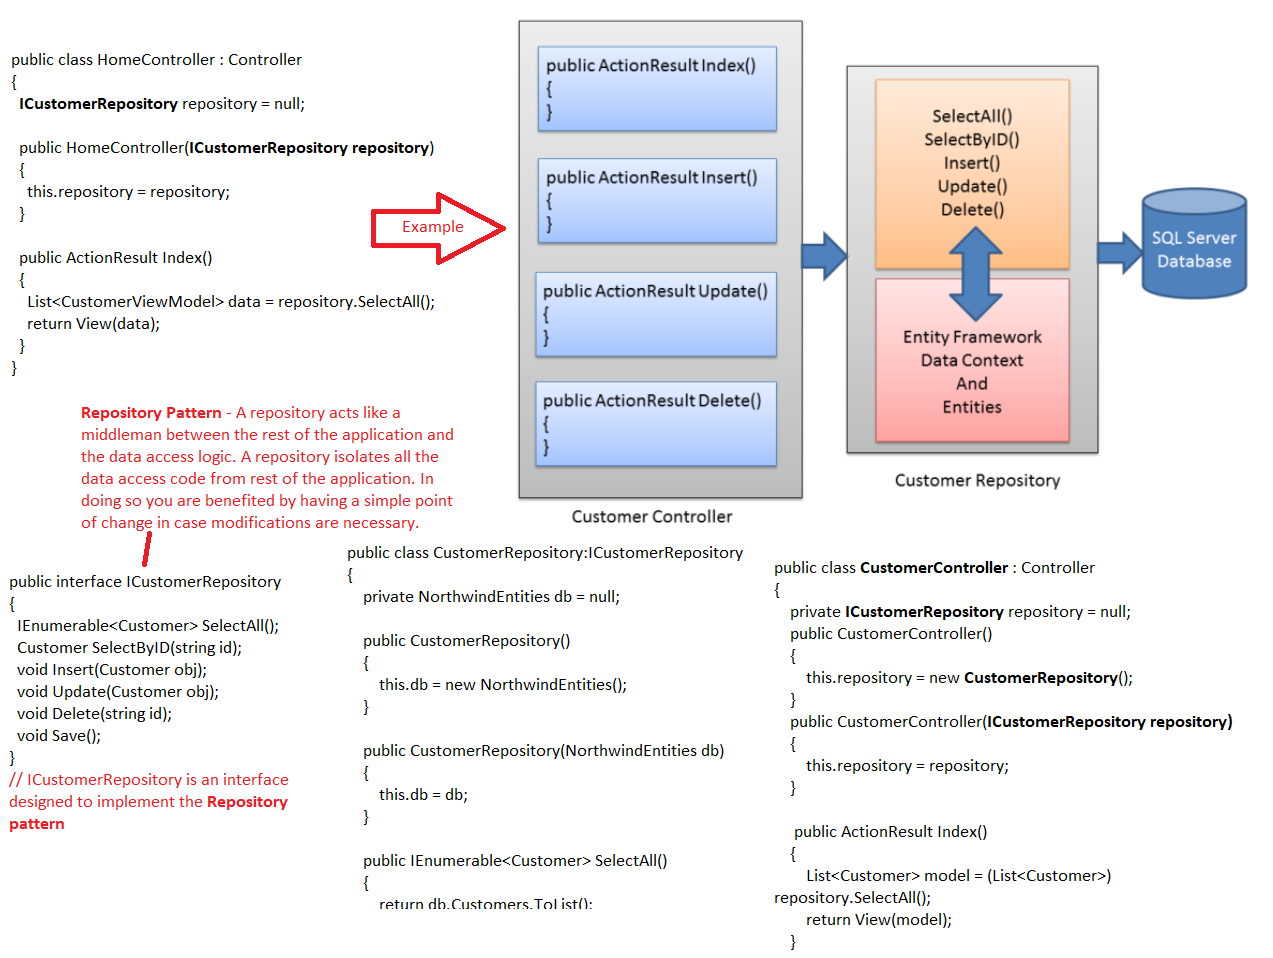 public class HomeController : Controller
{
ICustomerRepository repository = null;
public HomeController(ICustomerRepository repository)
{
this.repository = repository;
}
public ActionResult Index()
{
List<CustomerViewModel> data = repository.SelectAll();
return View(data);
}
}
Example
public ActionResult Index()
{
}
public ActionResult Insert()
{
}
public ActionResult Update()
{
}
public ActionResult Delete()
{
}
Customer Controller
SelectAll()
SelectByID()
Insert()
Update()
Delete()
Entity Framework
Data Context
And
Entities
Customer Repository
SQL Server
Database
Repository Pattern - A repository acts like a
middleman between the rest of the application and
the data access logic. A repository isolates all the
data access code from rest of the application. In
doing so you are benefited by having a simple point
of change in case modifications are necessary.
public interface ICustomerRepository
{
IEnumerable<Customer> SelectAll();
Customer SelectByID(string id);
void Insert(Customer obj);
void Update(Customer obj);
void Delete(string id);
void Save();
}
// ICustomerRepository is an interface
designed to implement the Repository
pattern
public class CustomerRepository:ICustomerRepository
{
private NorthwindEntities db = null;
public CustomerRepository()
{
this.db = new NorthwindEntities();
}
public CustomerRepository(NorthwindEntities db)
{
this.db = db;
}
public IEnumerable<Customer> SelectAll()
{
return db.Customers.ToList();
public class CustomerController : Controller
{
private ICustomerRepository repository = null;
public CustomerController()
{
this.repository = new CustomerRepository();
}
public CustomerController(ICustomerRepository repository)
{
this.repository = repository;
}
public ActionResult Index()
{
List<Customer> model = (List<Customer>)
repository.SelectAll();
return View(model);
}